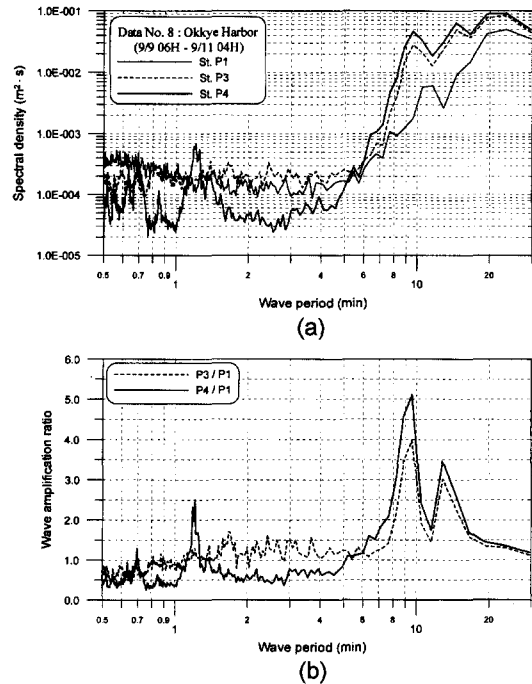 Data No. 8 : Okkye Harbor
(9/9 06H - 9/11 04H)
St. P1
St. P3
St. P4
Spectral density (m²· s)
1.0E-001
1.0E-002
1.0E-003
1.0E-004
1.0E-005
0.5 0.7 0.9 2 4 6 8 20
1 10
Wave period (min)
(a)
P3 / P1
P4 / P1
Wave amplification ratio
6.0
5.0
4.0
3.0
2.0
1.0
0.0
0.5 0.7 0.9 2 4 6 8 20
1 10
Wave period (min)
(b)